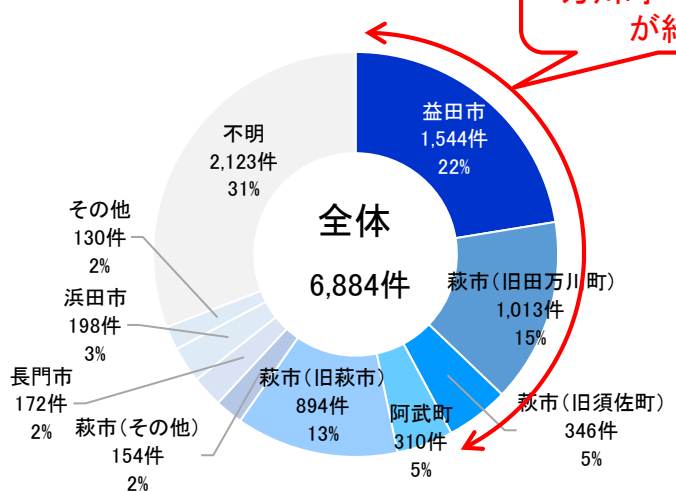 が
益田市
1,544件
22%
萩市(旧田万川町)
1,013件
15%
萩市(旧須佐町)
346件
5%
阿武町
310件
5%
萩市(旧萩市)
894件
13%
萩市(その他)
154件
2%
長門市
172件
2%
浜田市
198件
3%
その他
130件
2%
不明
2,123件
31%
全体
6,884件